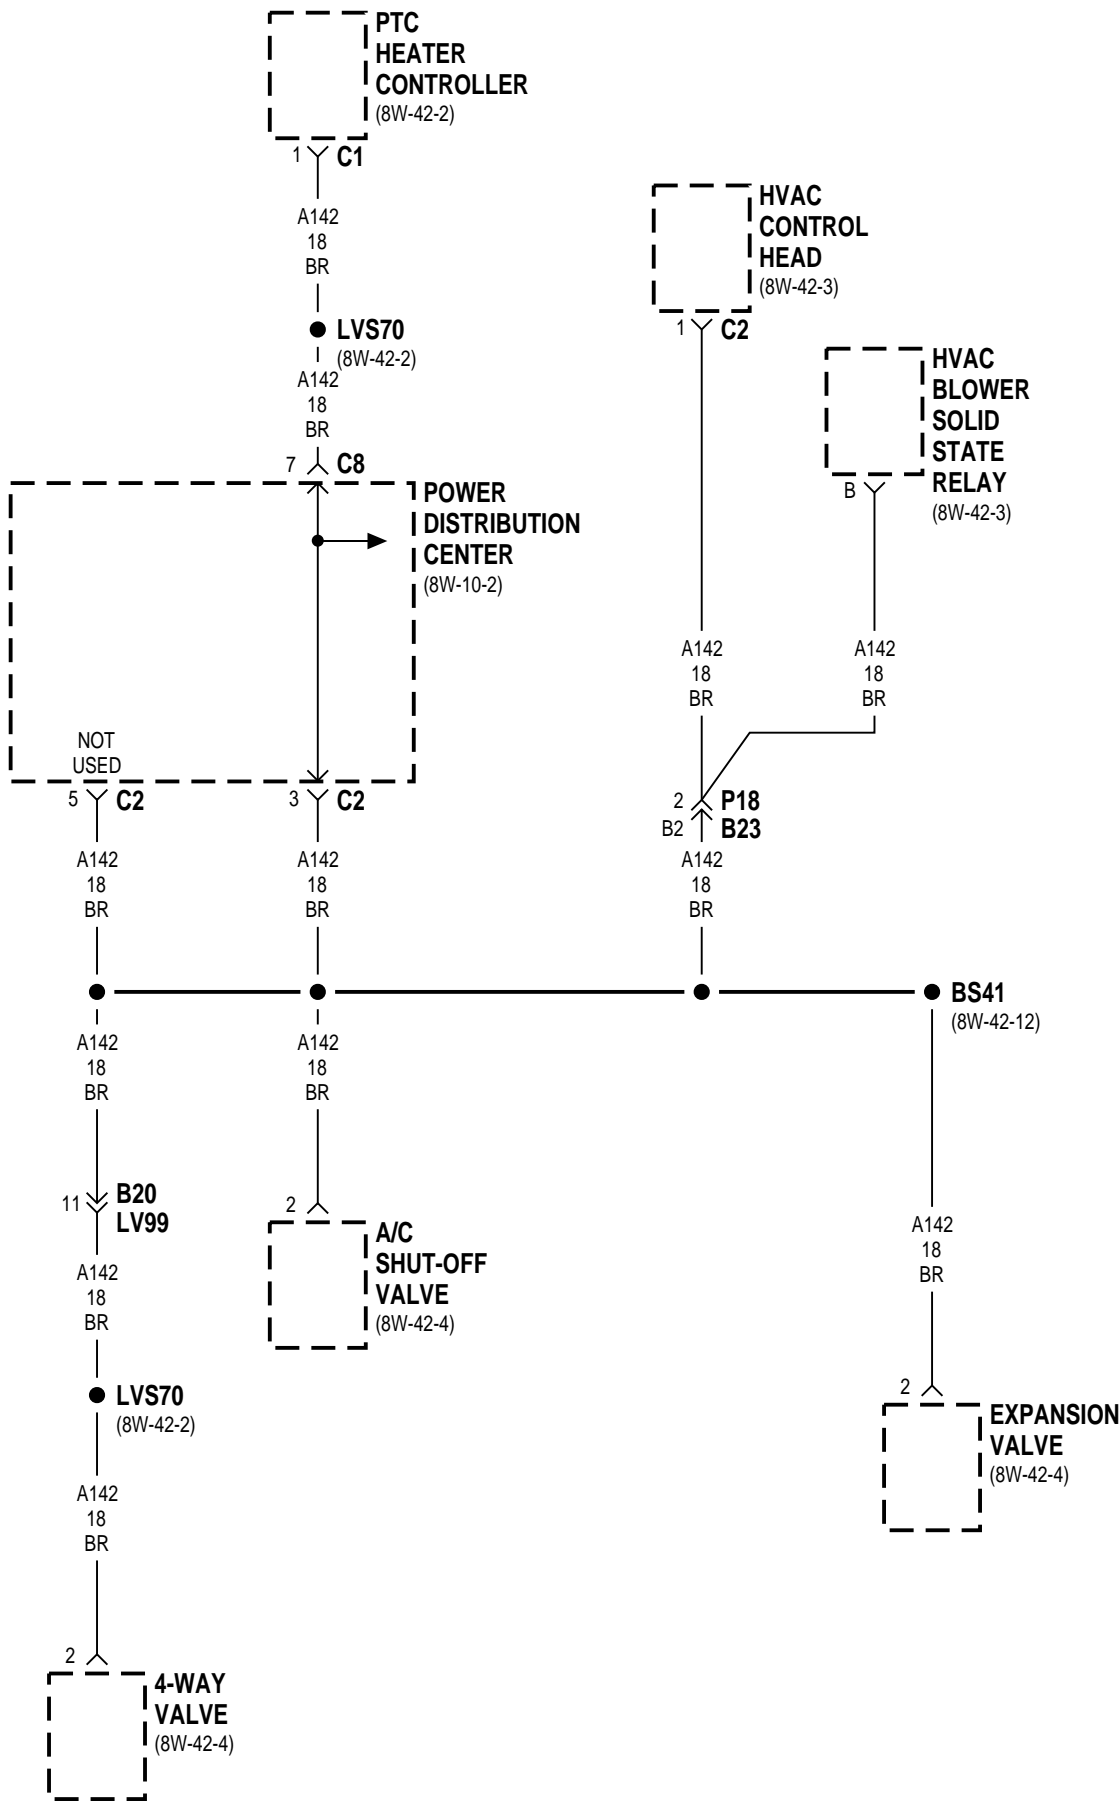 PTC
HEATER
CONTROLLER
(8W-42-2)
1
C1
A142
18
BR
LVS70
(8W-42-2)
A142
18
BR
7
C8
POWER
DISTRIBUTION
CENTER
(8W-10-2)
NOT
USED
5
C2
3
C2
HVAC
CONTROL
HEAD
(8W-42-3)
1
C2
HVAC
BLOWER
SOLID
STATE
RELAY
(8W-42-3)
B
A142
18
BR
A142
18
BR
2
P18
B2
B23
A142
18
BR
A142
18
BR
A142
18
BR
BS41
(8W-42-12)
A142
18
BR
A142
18
BR
11
B20
LV99
A142
18
BR
LVS70
(8W-42-2)
A142
18
BR
2
4-WAY
VALVE
(8W-42-4)
2
A/C
SHUT-OFF
VALVE
(8W-42-4)
A142
18
BR
2
EXPANSION
VALVE
(8W-42-4)